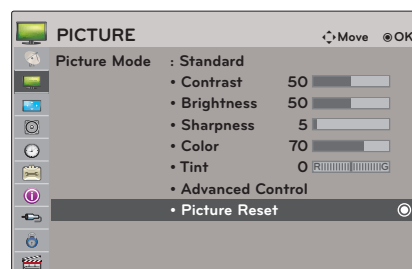 PICTURE Move OK
Picture Mode : Standard
• Contrast 50
• Brightness 50
• Sharpness 5
• Color 70
• Tint 0 R G
• Advanced Control
• Picture Reset